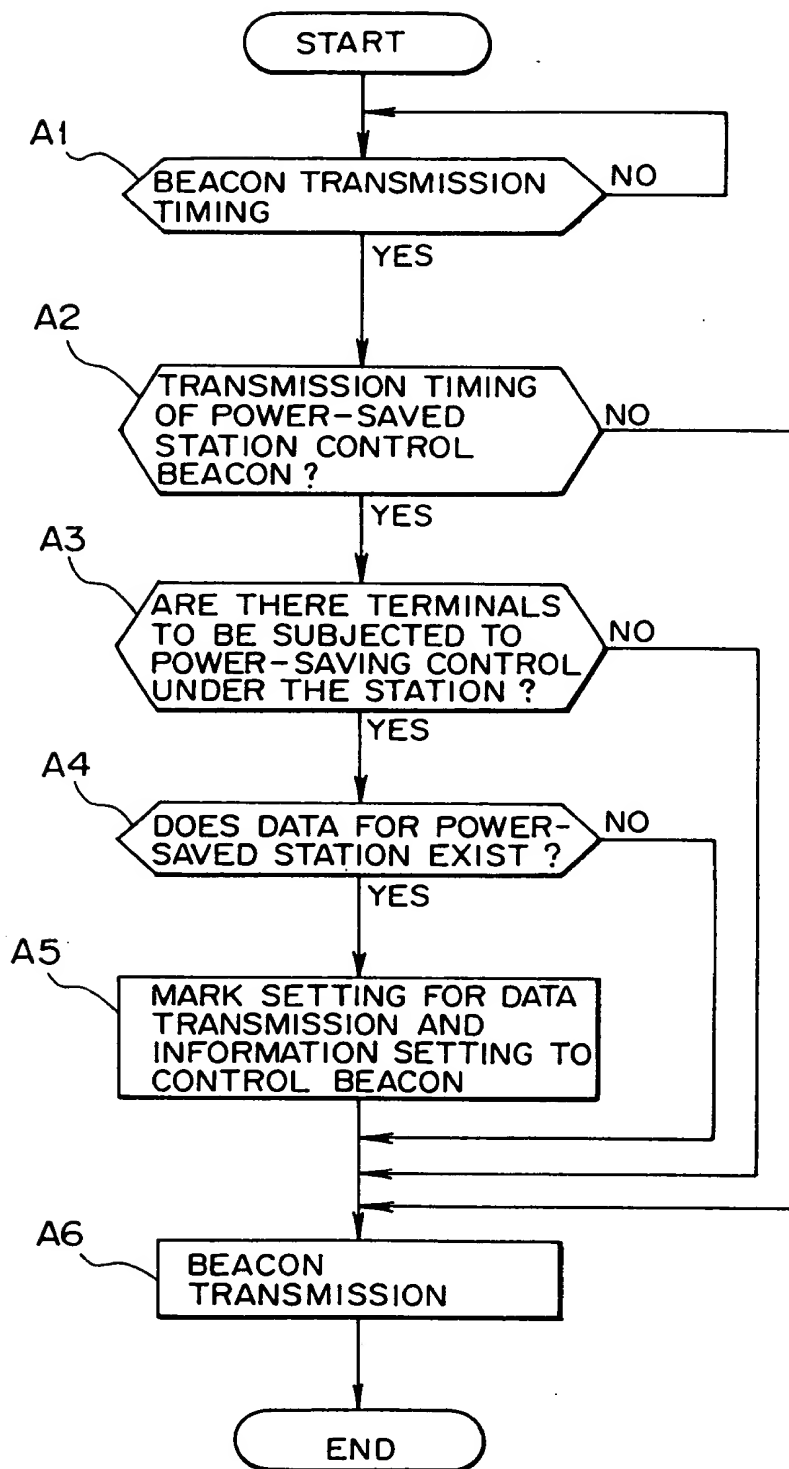 START
A1
BEACON TRANSMISSION
TIMING
NO
YES
A2
TRANSMISSION TIMING
OF POWER-SAVED
STATION CONTROL
BEACON ?
NO
YES
A3
ARE THERE TERMINALS
TO BE SUBJECTED TO
POWER-SAVING CONTROL
UNDER THE STATION ?
NO
YES
A4
DOES DATA FOR POWER-
SAVED STATION EXIST ?
NO
YES
A5
MARK SETTING FOR DATA
TRANSMISSION AND
INFORMATION SETTING TO
CONTROL BEACON
A6
BEACON
TRANSMISSION
END